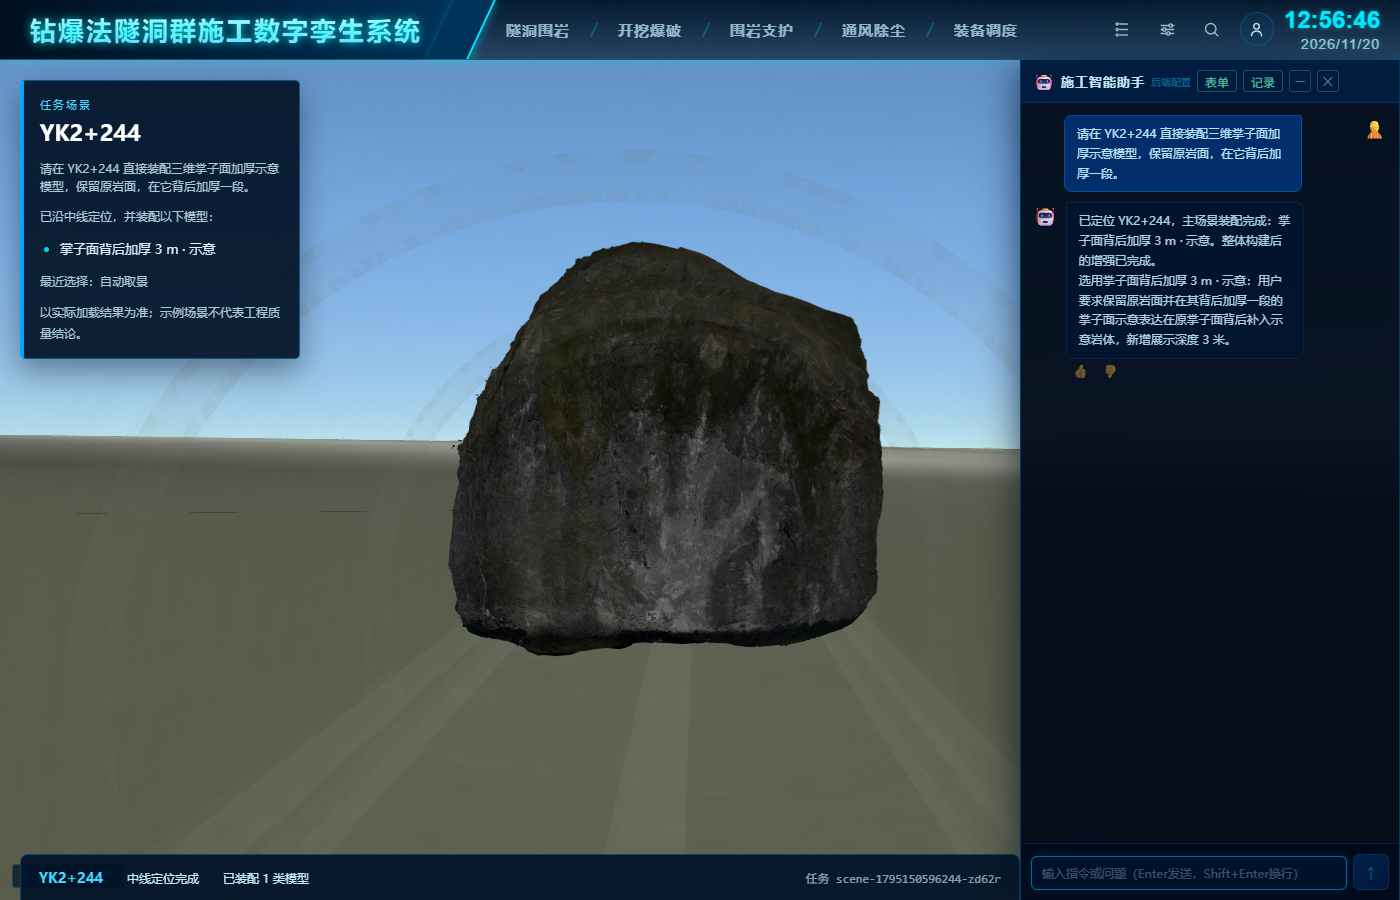 钻爆法隧洞群施工数字孪生系统
隧洞围岩 / 开挖爆破 / 围岩支护 / 通风除尘 / 装备调度
12:56:46
2026/11/20
任务场景
YK2+244
请在 YK2+244 直接装配三维掌子面加厚示意
模型，保留原岩面，在它背后加厚一段。
已沿中线定位，并装配以下模型：
掌子面背后加厚 3 m · 示意
最近选择：自动取景
以实际加载结果为准；示例场景不代表工程质
量结论。
施工智能助手 后端配置 表单 记录
请在 YK2+244 直接装配三维掌子面加
厚示意模型，保留原岩面，在它背后加
厚一段。
已定位 YK2+244，主场景装配完成：掌
子面背后加厚 3 m · 示意。整体构建后
的增强已完成。
选用掌子面背后加厚 3 m · 示意：用户
要求保留原岩面并在其背后加厚一段的
掌子面示意表达在原掌子面背后补入示
意岩体，新增展示深度 3 米。
YK2+244 中线定位完成 已装配 1 类模型
任务 scene-1795150596244-zd62r
输入指令或问题（Enter发送，Shift+Enter换行）